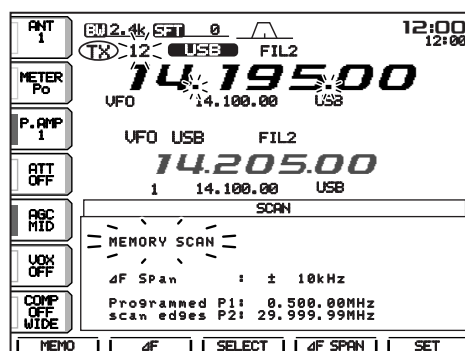 ANT
1
BW 2.4k SFT 0
12:00
12:00
TX 12 USB FIL2
METER
Po
14.195.00
VFO 14.100.00 USB
P.AMP
1
VFO USB FIL2
ATT
OFF
14.205.00
1 14.100.00 USB
AGC
MID
SCAN
MEMORY SCAN
VOX
OFF
ΔF SPan : ± 10kHz
COMP
OFF
WIDE
Programmed P1: 0.500.00MHz
scan edges P2: 29.999.99MHz
MEMO ΔF SELECT ΔF SPAN SET